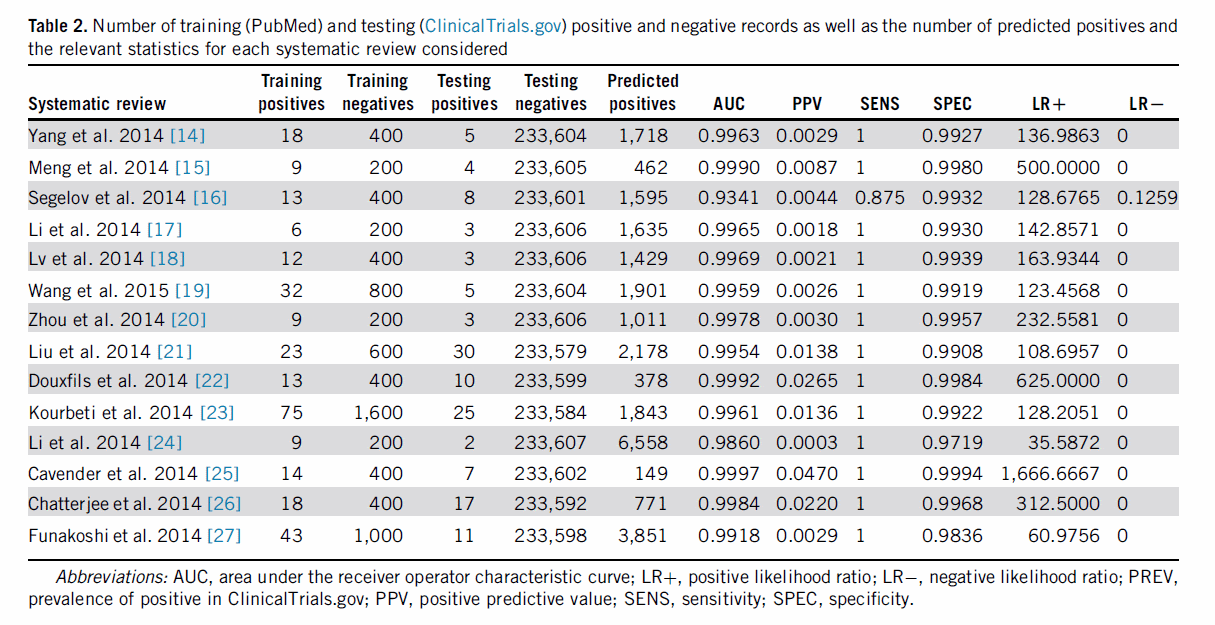 Table 2. Number of training (PubMed) and testing (ClinicalTrials.gov) positive and negative records as well as the number of predicted positives and
the relevant statistics for each systematic review considered
Training Training Testing Testing Predicted
Systematic review positives negatives positives negatives positives AUC PPV SENS SPEC LR+ LR−
Yang et al. 2014 [14] 18 400 5 233,604 1,718 0.9963 0.0029 1 0.9927 136.9863 0
Meng et al. 2014 [15] 9 200 4 233,605 462 0.9990 0.0087 1 0.9980 500.0000 0
Segelov et al. 2014 [16] 13 400 8 233,601 1,595 0.9341 0.0044 0.875 0.9932 128.6765 0.1259
Li et al. 2014 [17] 6 200 3 233,606 1,635 0.9965 0.0018 1 0.9930 142.8571 0
Lv et al. 2014 [18] 12 400 3 233,606 1,429 0.9969 0.0021 1 0.9939 163.9344 0
Wang et al. 2015 [19] 32 800 5 233,604 1,901 0.9959 0.0026 1 0.9919 123.4568 0
Zhou et al. 2014 [20] 9 200 3 233,606 1,011 0.9978 0.0030 1 0.9957 232.5581 0
Liu et al. 2014 [21] 23 600 30 233,579 2,178 0.9954 0.0138 1 0.9908 108.6957 0
Douxfils et al. 2014 [22] 13 400 10 233,599 378 0.9992 0.0265 1 0.9984 625.0000 0
Kourbeti et al. 2014 [23] 75 1,600 25 233,584 1,843 0.9961 0.0136 1 0.9922 128.2051 0
Li et al. 2014 [24] 9 200 2 233,607 6,558 0.9860 0.0003 1 0.9719 35.5872 0
Cavender et al. 2014 [25] 14 400 7 233,602 149 0.9997 0.0470 1 0.9994 1,666.6667 0
Chatterjee et al. 2014 [26] 18 400 17 233,592 771 0.9984 0.0220 1 0.9968 312.5000 0
Funakoshi et al. 2014 [27] 43 1,000 11 233,598 3,851 0.9918 0.0029 1 0.9836 60.9756 0
Abbreviations: AUC, area under the receiver operator characteristic curve; LR+, positive likelihood ratio; LR−, negative likelihood ratio; PREV,
prevalence of positive in ClinicalTrials.gov; PPV, positive predictive value; SENS, sensitivity; SPEC, specificity.